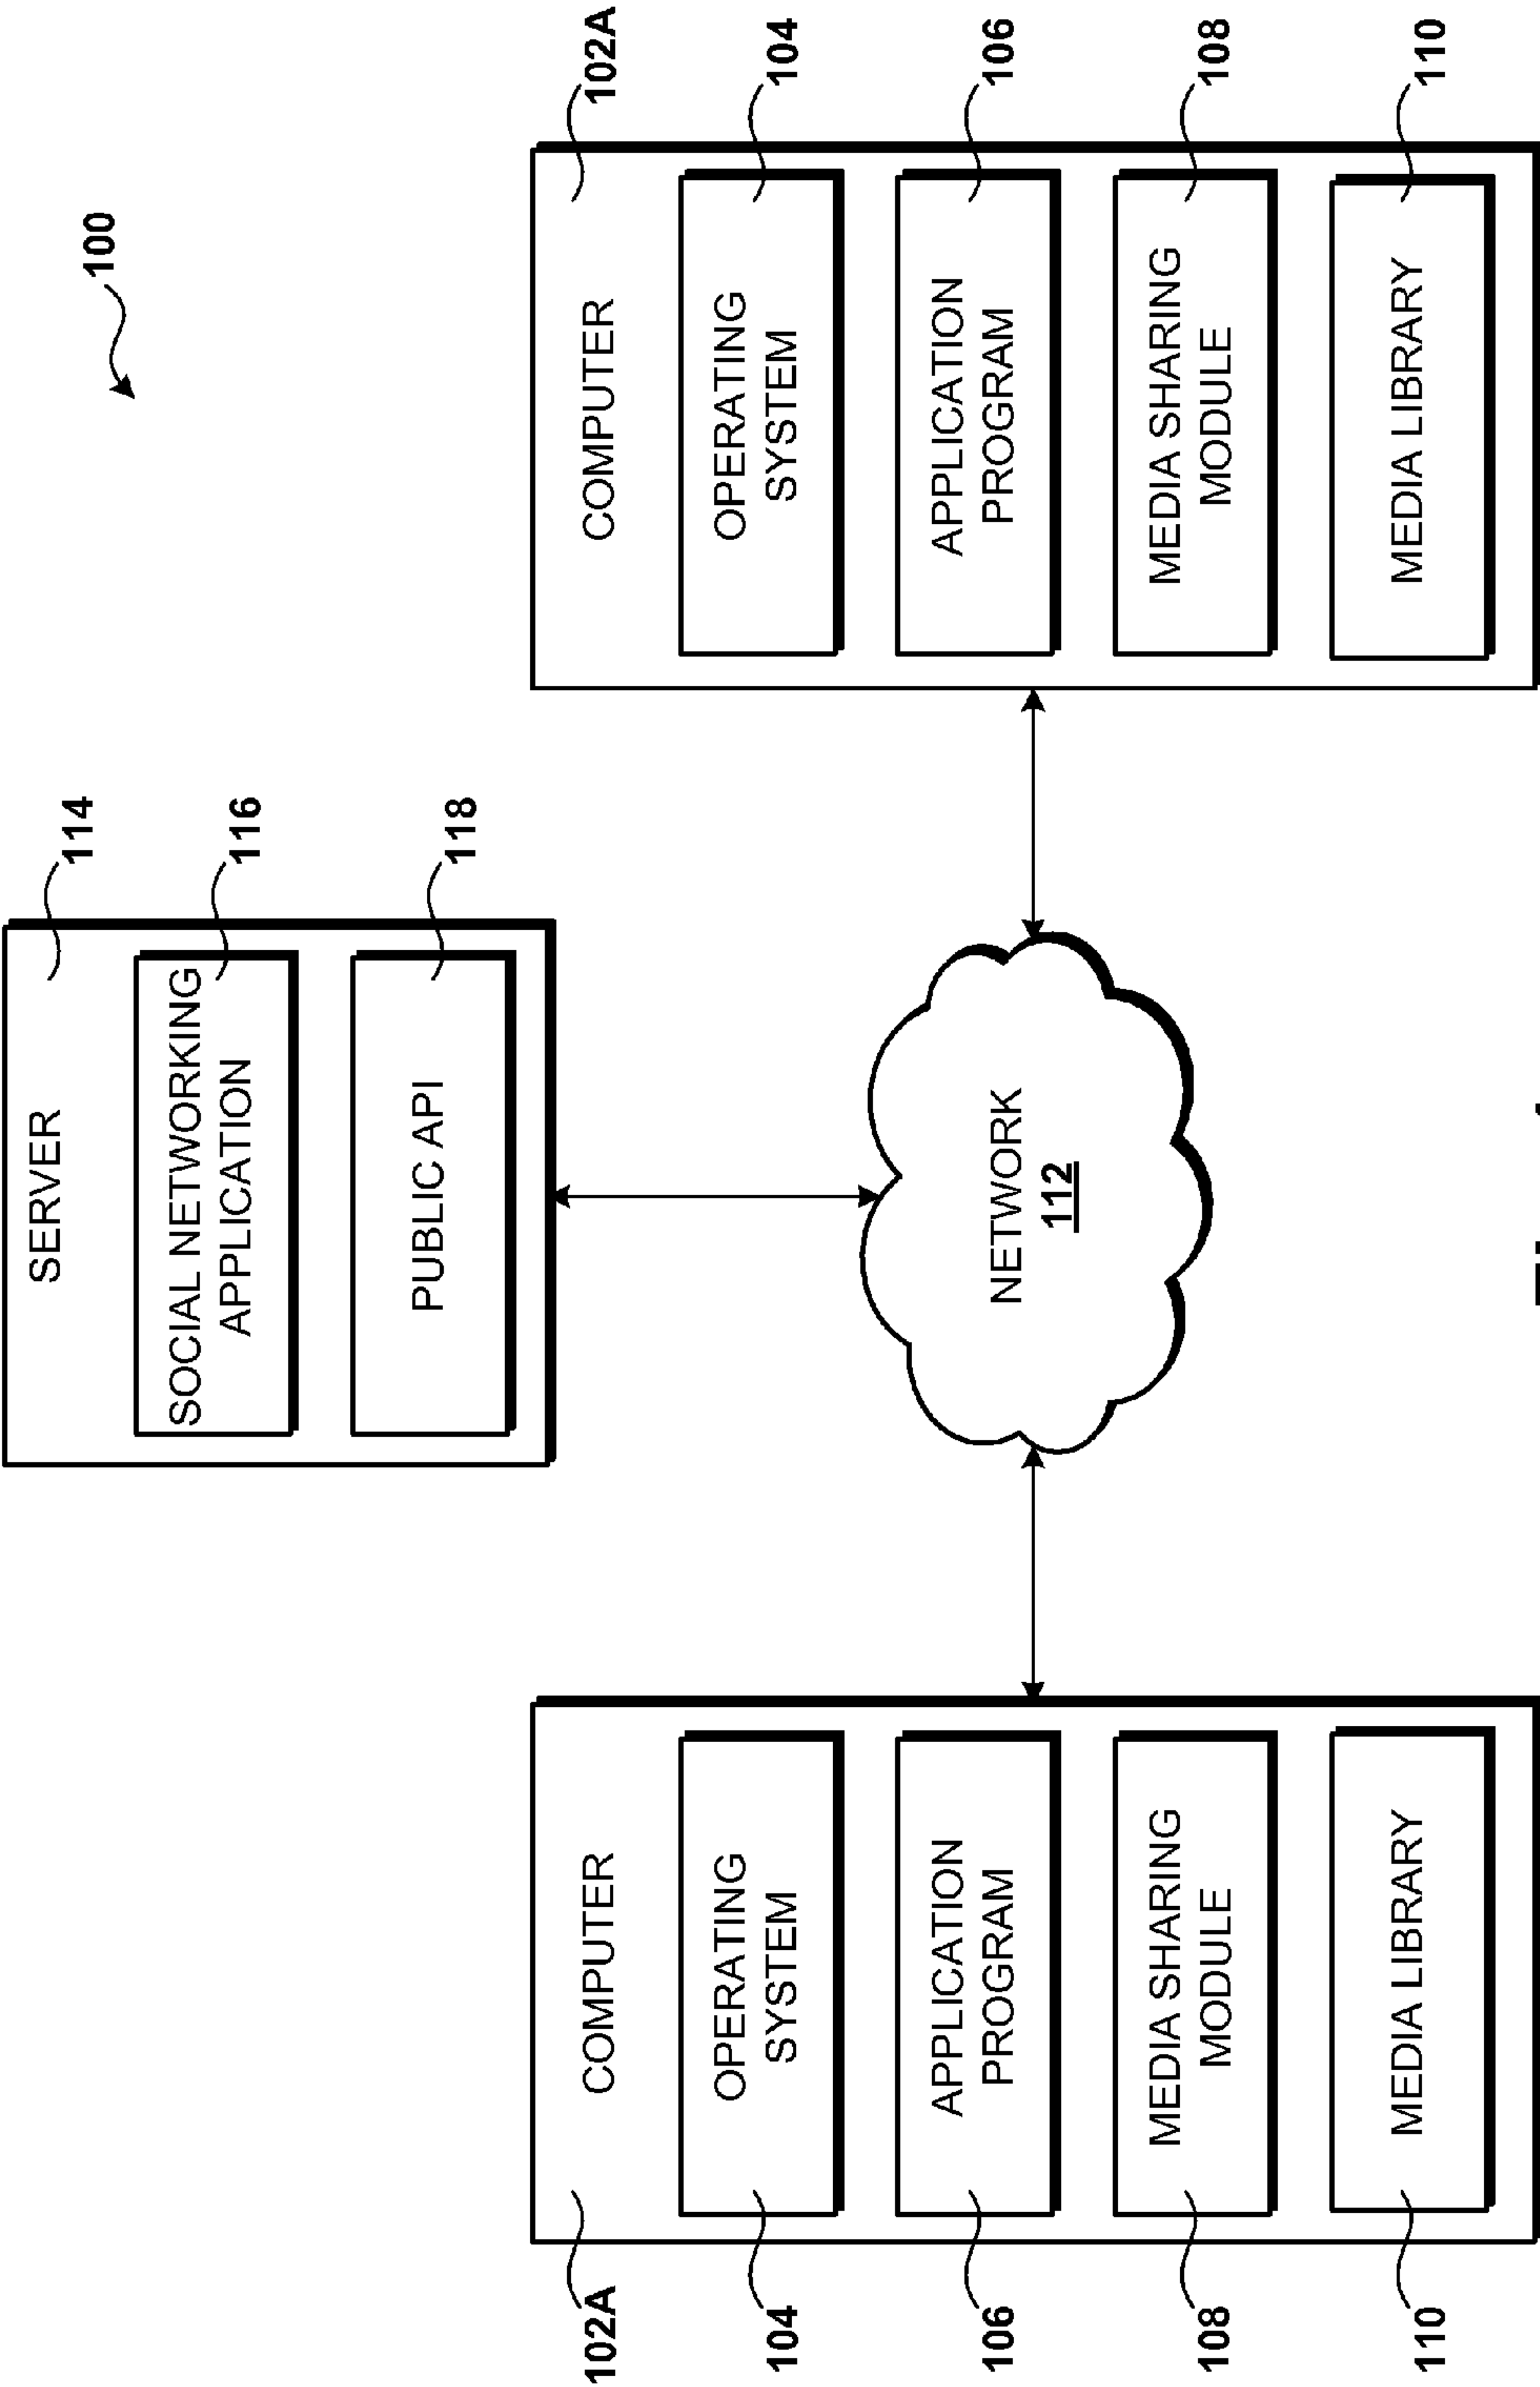 100
SERVER
114
SOCIAL NETWORKING
APPLICATION
116
PUBLIC API
118
102A
COMPUTER
OPERATING
SYSTEM
104
APPLICATION
PROGRAM
106
MEDIA SHARING
MODULE
108
MEDIA LIBRARY
110
NETWORK
112
COMPUTER
102A
OPERATING
SYSTEM
104
APPLICATION
PROGRAM
106
MEDIA SHARING
MODULE
108
MEDIA LIBRARY
110